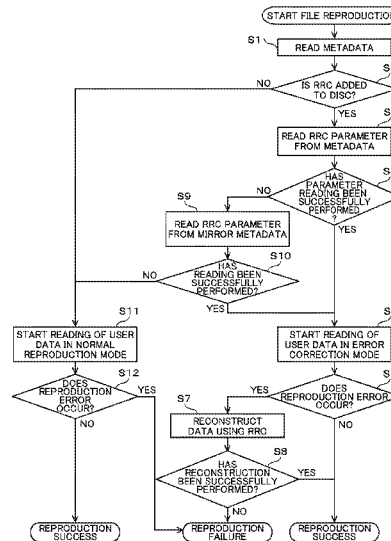 START FILE REPRODUCTION
S1
READ METADATA
S
NO
IS RRC ADDED
TO DISC?
YES
S
READ RRC PARAMETER
FROM METADATA
S
NO
HAS
PARAMETER
READING BEEN
SUCCESSFULLY
PERFORMED
?
YES
S9
READ RRC PARAMETER
FROM MIRROR METADATA
S10
NO
HAS
READING BEEN
SUCCESSFULLY
PERFORMED?
YES
S11
START READING OF USER
DATA IN NORMAL
REPRODUCTION MODE
S
START READING OF
USER DATA IN ERROR
CORRECTION MODE
S12
DOES
REPRODUCTION
ERROR
OCCUR?
YES
NO
S
YES
DOES
REPRODUCTION ERROR
OCCUR?
NO
S7
RECONSTRUCT
DATA USING RRC
S8
HAS
RECONSTRUCTION
BEEN SUCCESSFULLY
PERFORMED?
YES
NO
REPRODUCTION
SUCCESS
REPRODUCTION
FAILURE
REPRODUCTION
SUCCESS